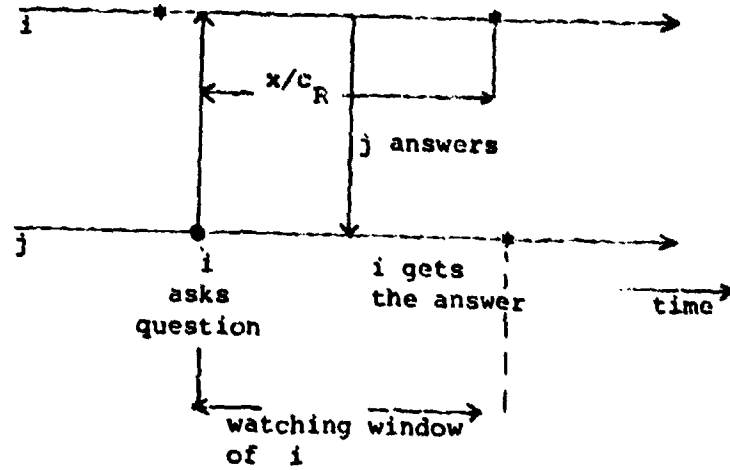 i
x/c_R
j answers
j
i
asks
question
i gets
the answer
time
watching window
of i